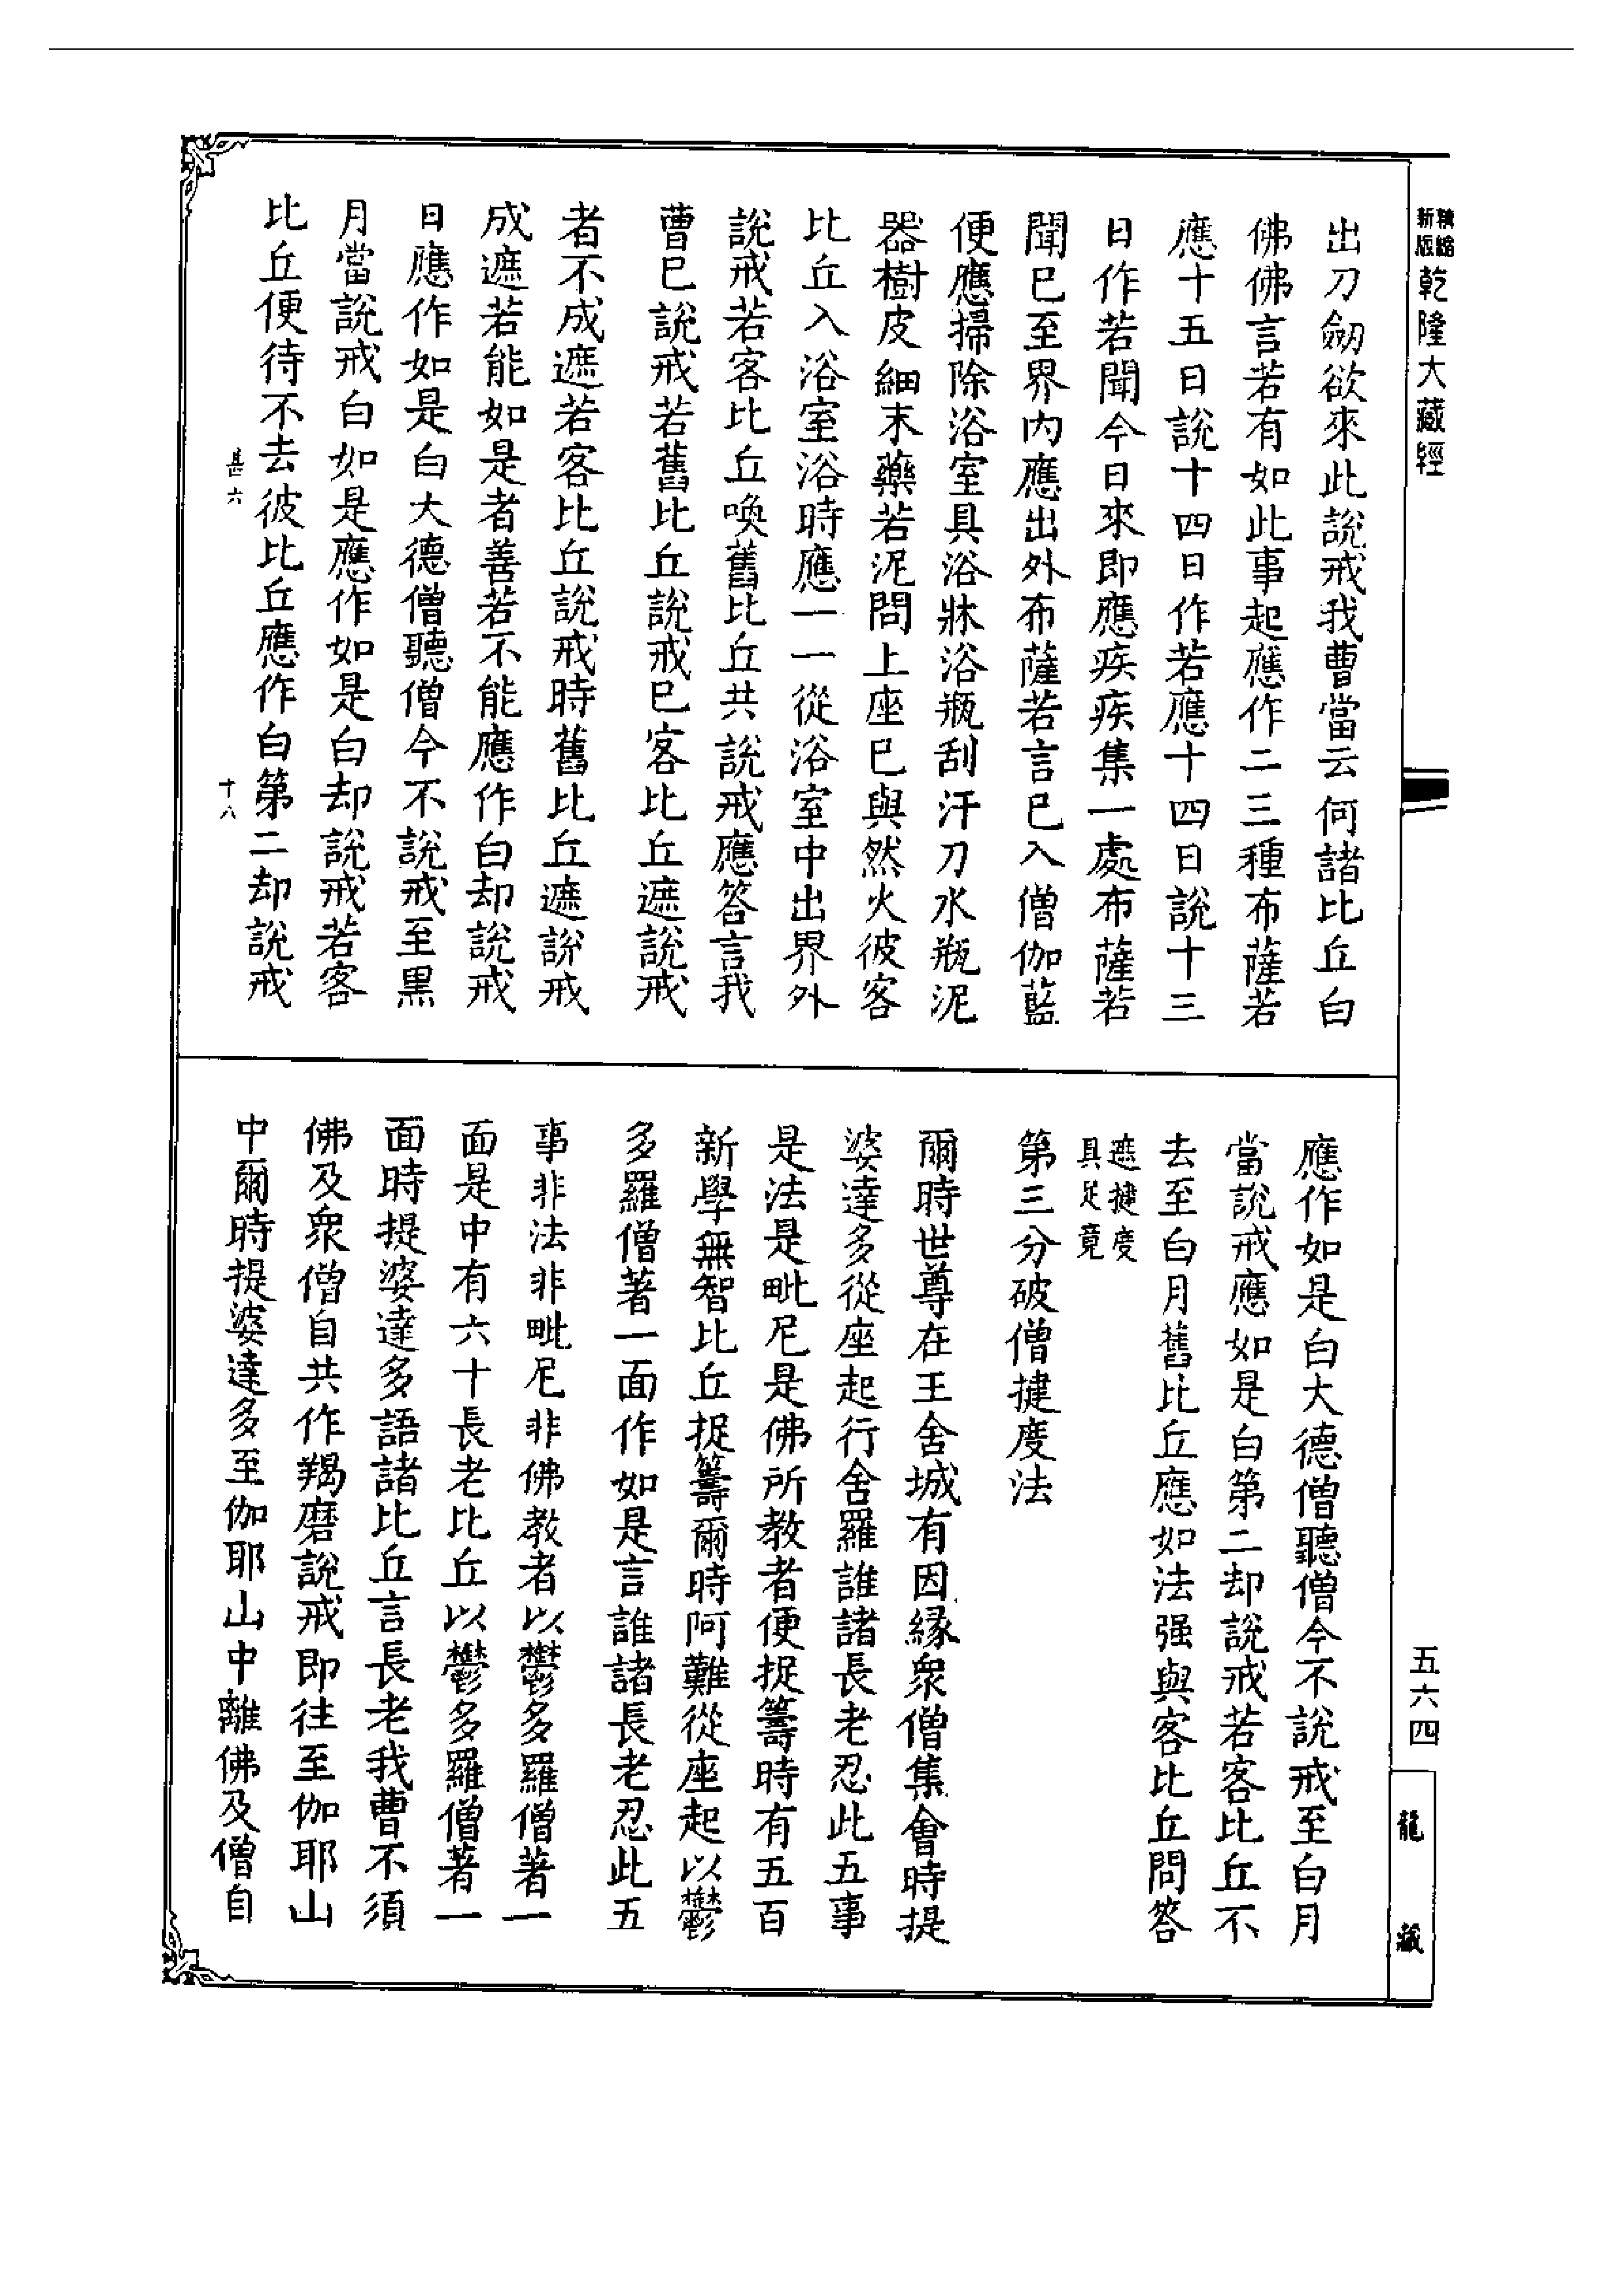 新版精縮乾隆大藏經
出刀劒欲來此說戒我曹當云何諸比丘白
佛佛言若有如此事起應作二三種布薩若
應十五日說十四日作若應十四日說十三
日作若聞今日來即應疾疾集一處布薩若
聞已至界內應出外布薩若言已入僧伽藍
便應掃除浴室具浴牀浴瓶刮汗刀水瓶泥
器樹皮細末藥若泥問上座已與然火彼客
比丘入浴室浴時應一一從浴室中出界外
說戒若客比丘喚舊比丘共說戒應答言我
曹已說戒若舊比丘說戒已客比丘遮說戒
者不成遮若客比丘說戒時舊比丘遮說戒
成遮若能如是者善若不能應作白却說戒
日應作如是白大德僧聽僧今不說戒至黑
月當說戒白如是應作如是白却說戒若客
比丘便待不去彼比丘應作白第二却說戒
甚六
十八
應作如是白大德僧聽僧今不說戒至白月
當說戒應如是白第二却說戒若客比丘不
去至白月舊比丘應如法强與客比丘問答
遮揵度
具足竟
第三分破僧揵度法
爾時世尊在王舍城有因緣衆僧集會時提
婆達多從座起行舍羅誰諸長老忍此五事
是法是毗尼是佛所教者便捉籌時有五百
新學無智比丘捉籌爾時阿難從座起以鬱
多羅僧著一面作如是言誰諸長老忍此五
事非法非毗尼非佛教者以鬱多羅僧著一
面是中有六十長老比丘以鬱多羅僧著一
面時提婆達多語諸比丘言長老我曹不須
佛及衆僧自共作羯磨說戒即往至伽耶山
中爾時提婆達多至伽耶山中離佛及僧自
五六四
龍藏